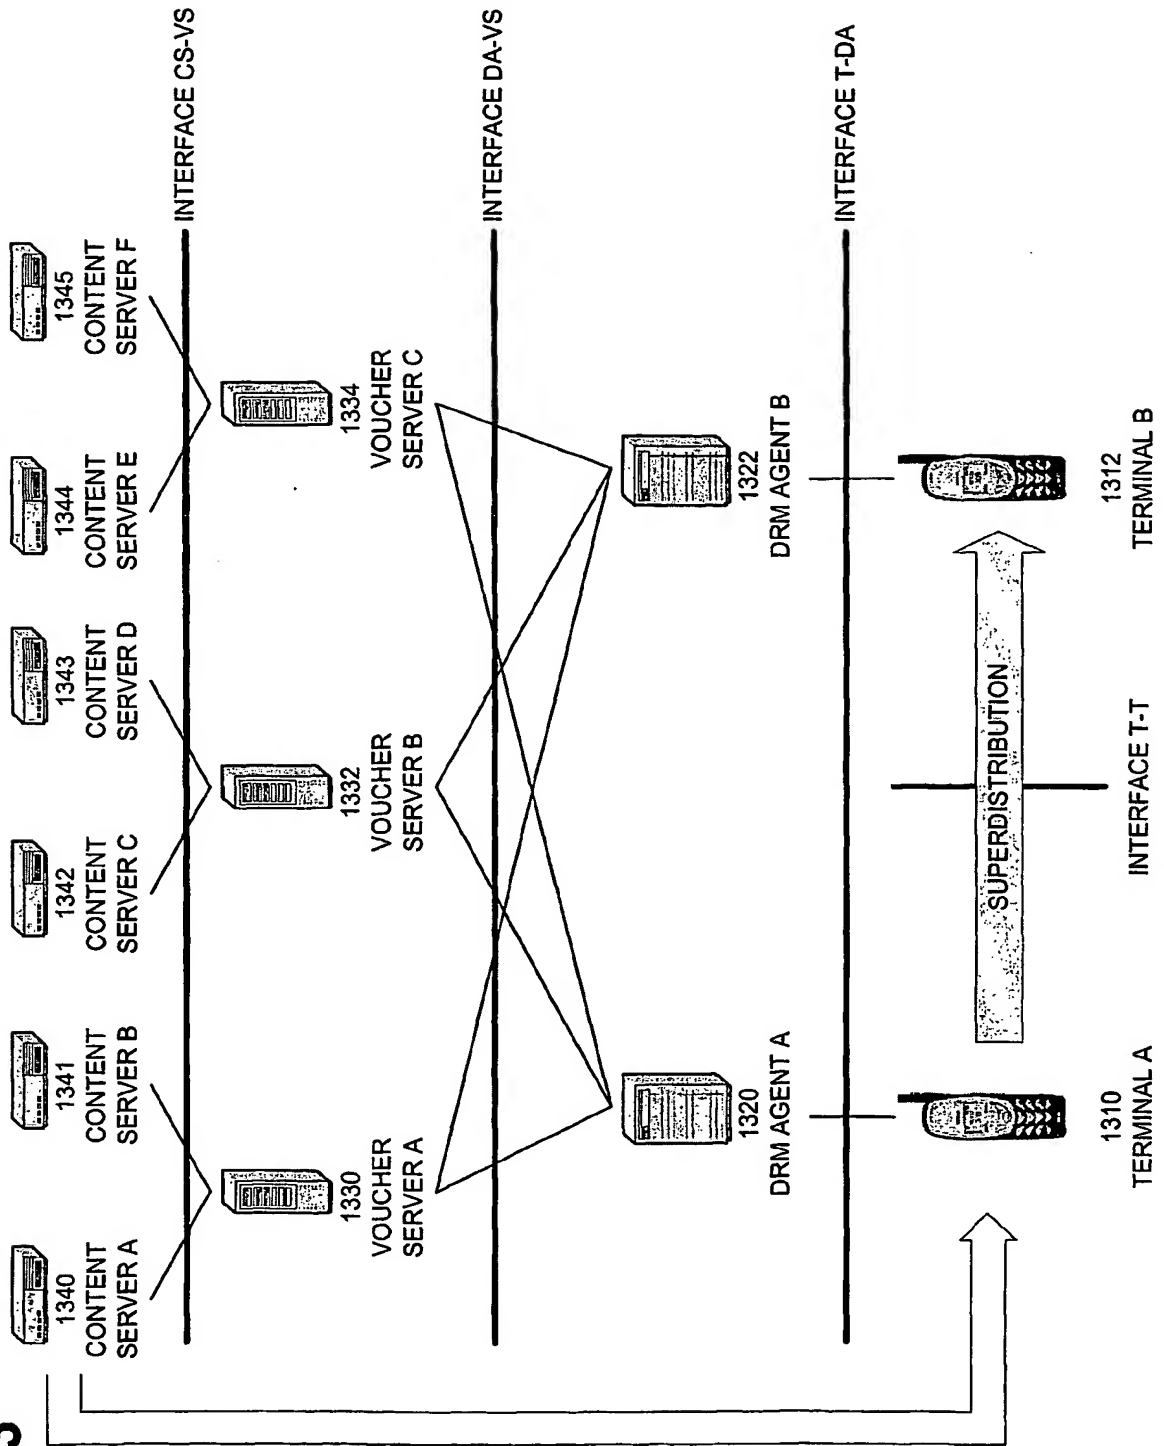 1340
CONTENT
SERVER A
1341
CONTENT
SERVER B
1342
CONTENT
SERVER C
1343
CONTENT
SERVER D
1344
CONTENT
SERVER E
1345
CONTENT
SERVER F
INTERFACE CS-VS
1330
VOUCHER
SERVER A
1332
VOUCHER
SERVER B
1334
VOUCHER
SERVER C
INTERFACE DA-VS
1320
DRM AGENT A
1322
DRM AGENT B
INTERFACE T-DA
SUPERDISTRIBUTION
1310
TERMINAL A
INTERFACE T-T
1312
TERMINAL B